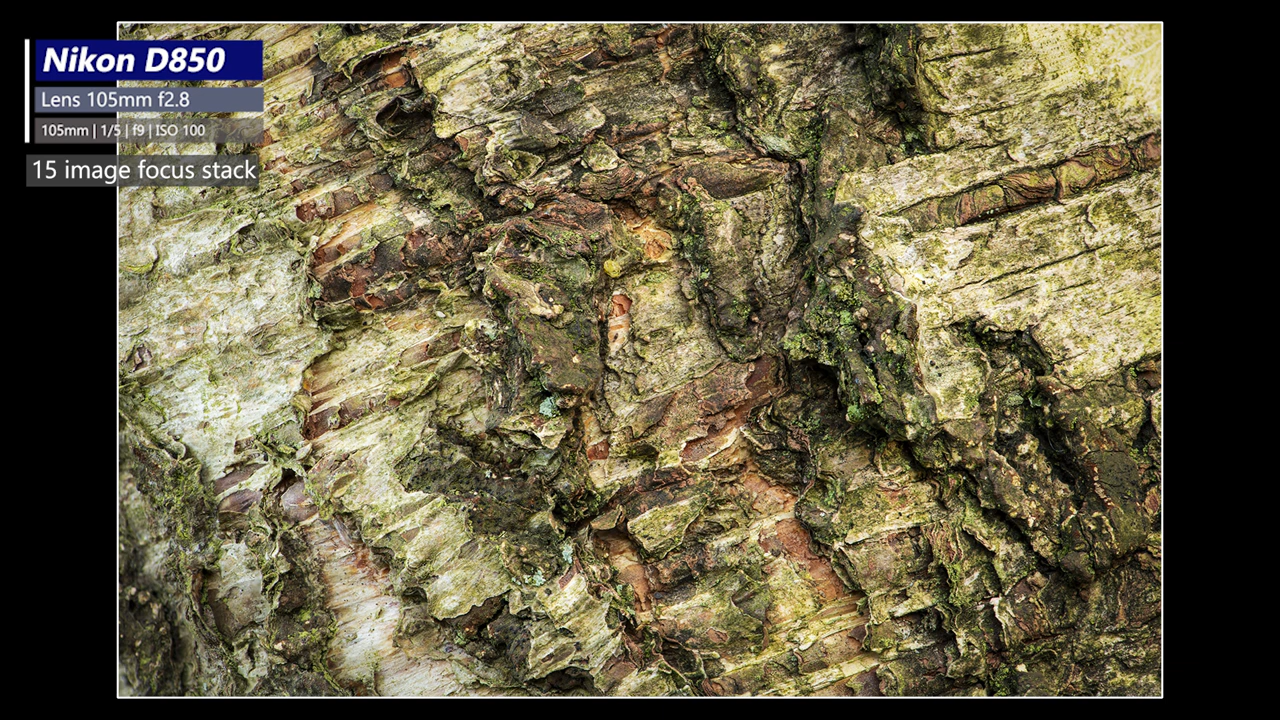 Nikon D850
Lens 105mm f2.8
105mm | 1/5 | f9 | ISO 100
15 image focus stack